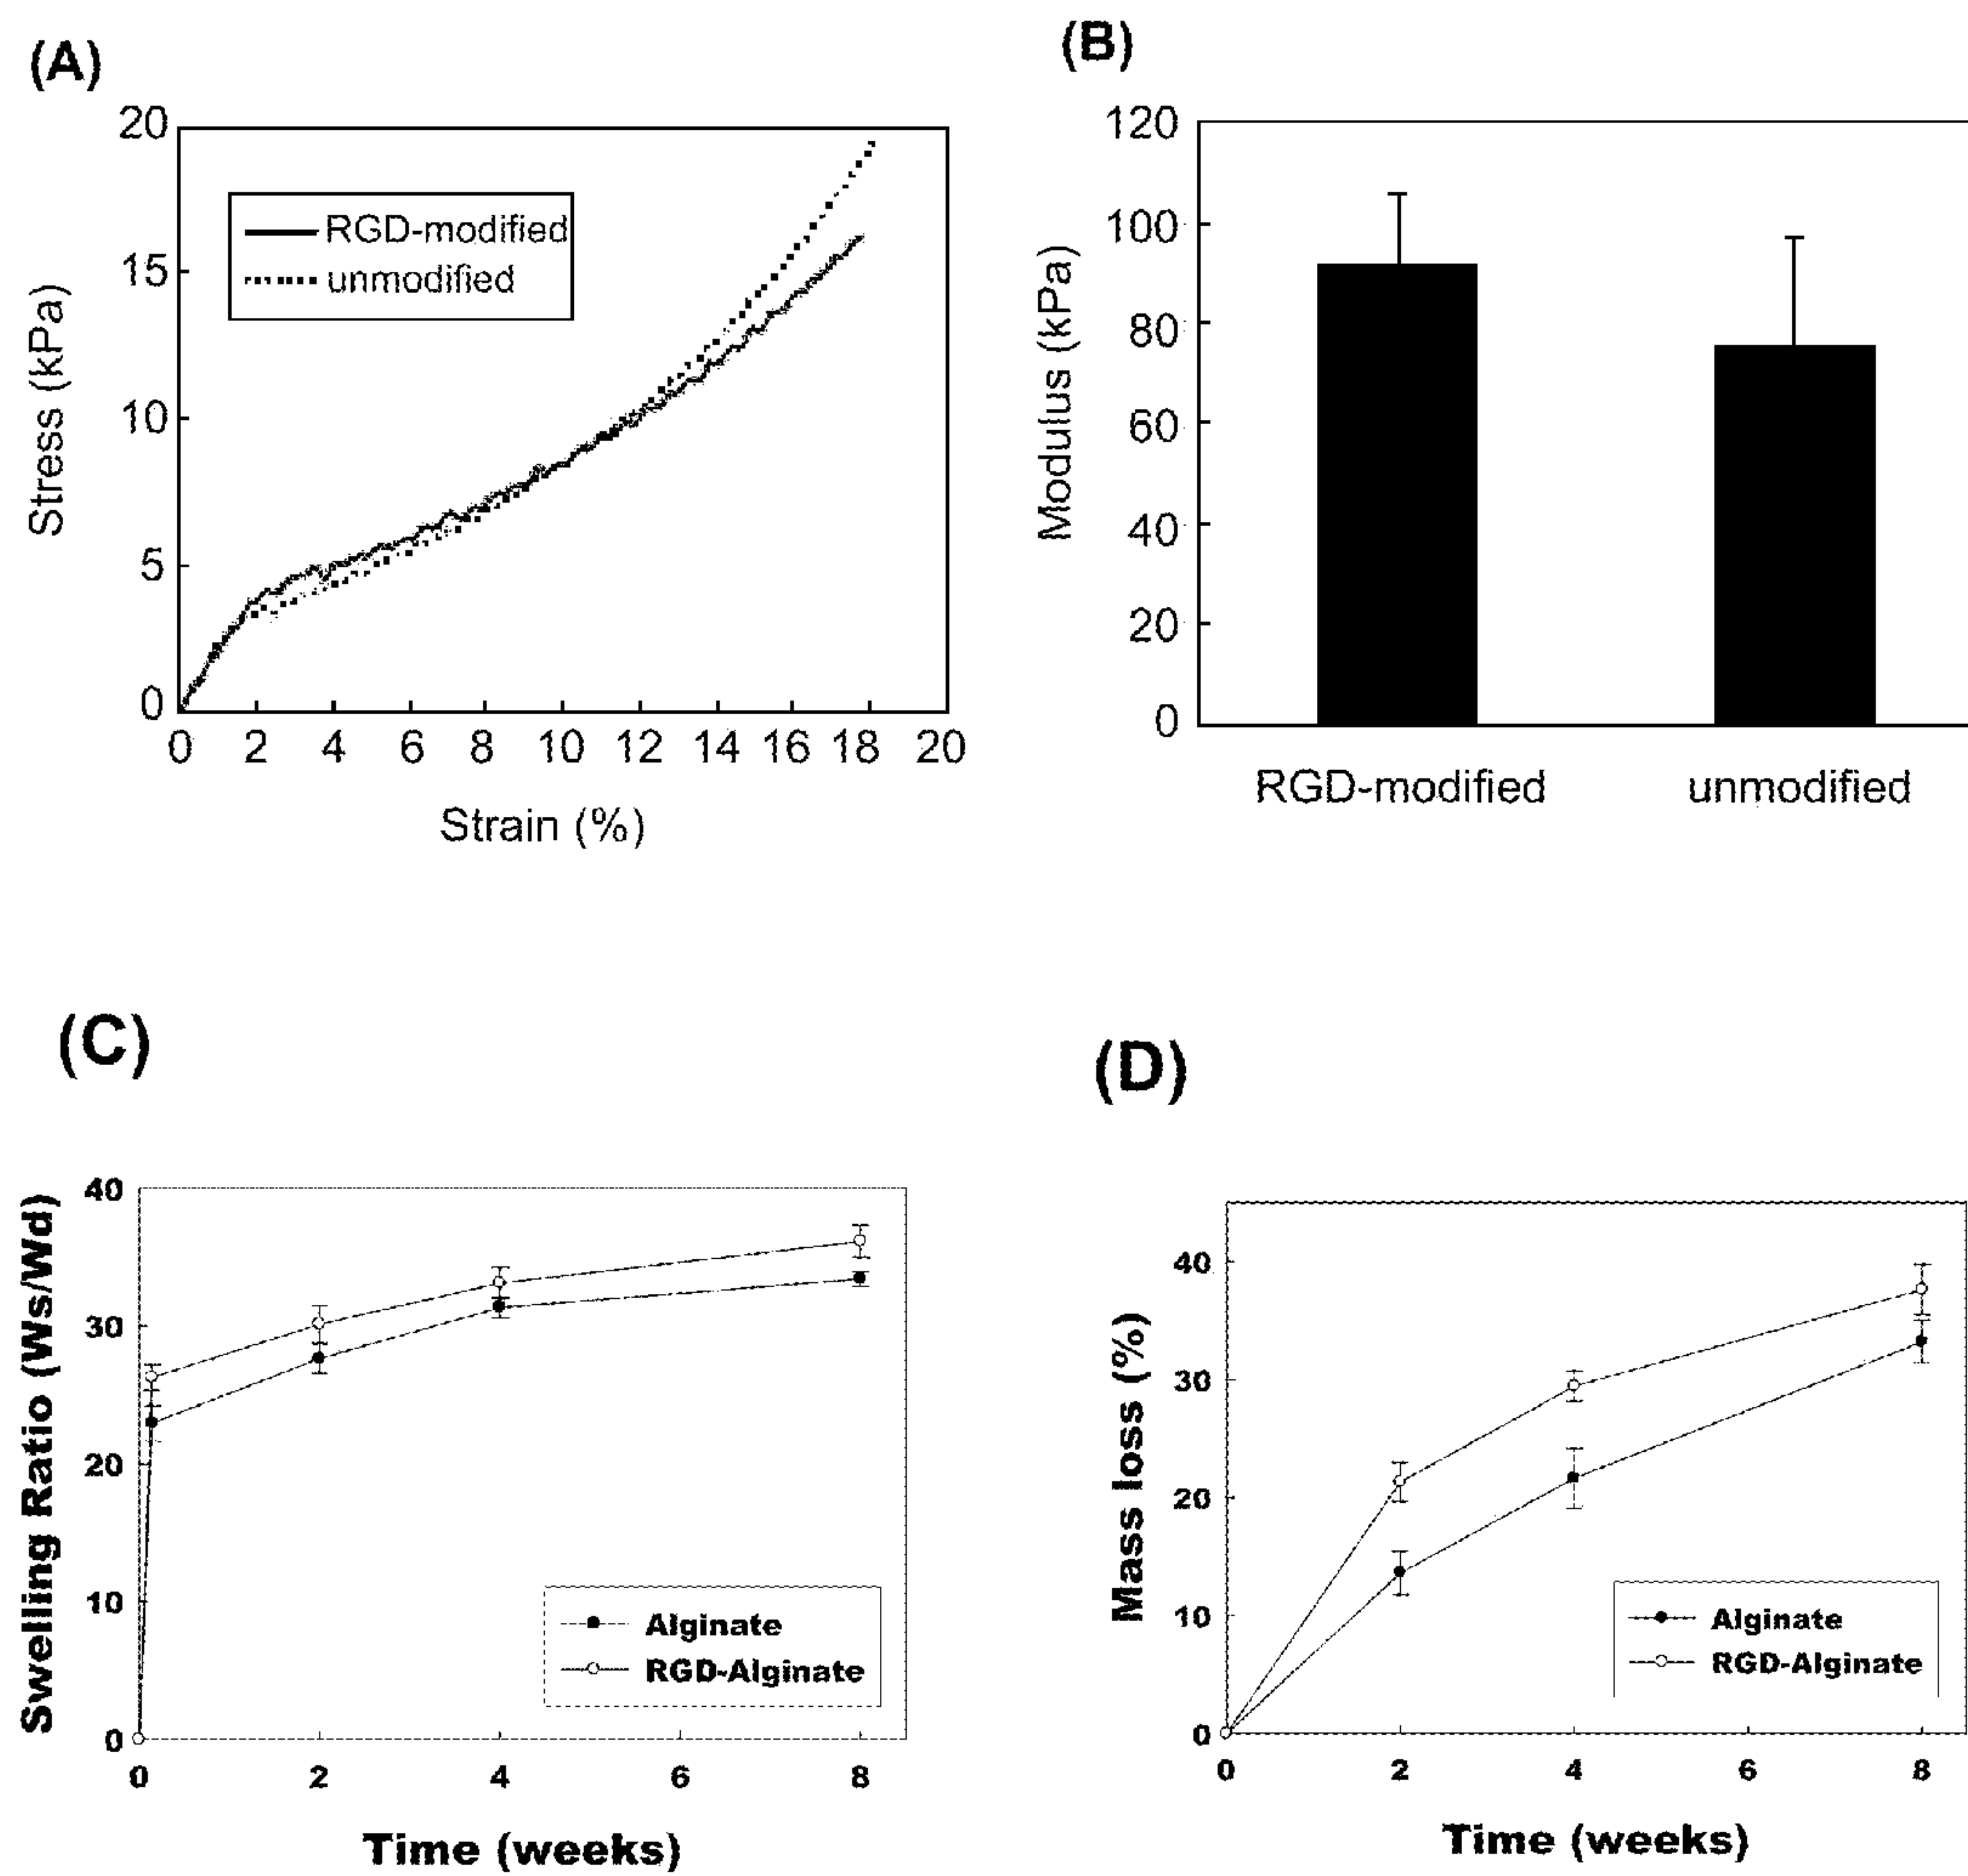 (A)
20
15
10
5
0
Stress (kPa)
RGD-modified
unmodified
0 2 4 6 8 10 12 14 16 18 20
Strain (%)
(B)
120
100
80
60
40
20
0
Modulus (kPa)
RGD-modified unmodified
(C)
40
30
20
10
0
Swelling Ratio (Ws/Wd)
Alginate
RGD-Alginate
0 2 4 6 8
Time (weeks)
(D)
40
30
20
10
0
Mass loss (%)
Alginate
RGD-Alginate
0 2 4 6 8
Time (weeks)